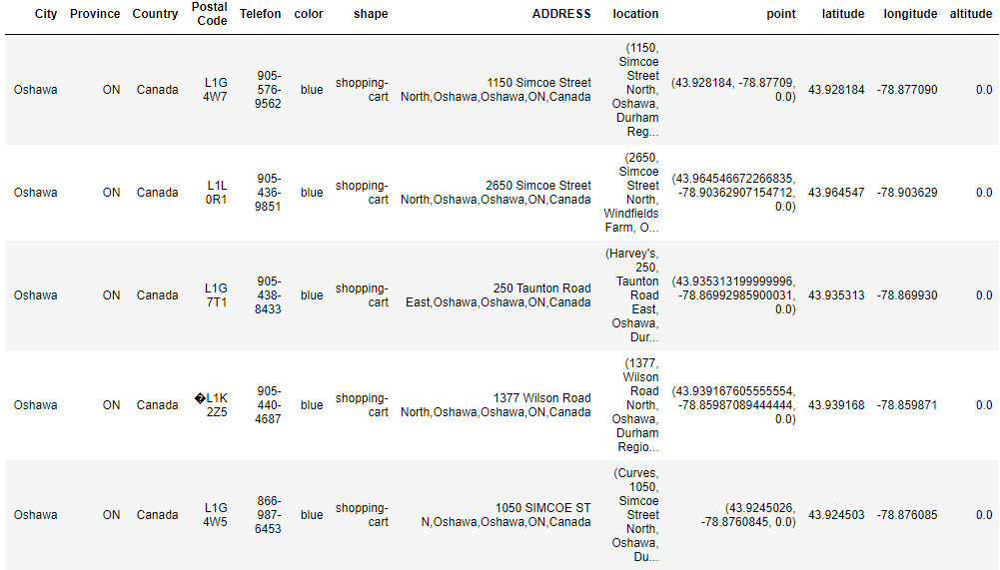 City Province Country Postal Code Telefon color shape ADDRESS location point latitude longitude altitude
Oshawa ON Canada L1G 4W7 905-576-9562 blue shopping-cart 1150 Simcoe Street North,Oshawa,Oshawa,ON,Canada (1150, Simcoe Street North, Oshawa, Durham Reg... (43.928184, -78.87709, 0.0) 43.928184 -78.877090 0.0
Oshawa ON Canada L1L 0R1 905-436-9851 blue shopping-cart 2650 Simcoe Street North,Oshawa,Oshawa,ON,Canada (2650, Simcoe Street North, Windfields Farm, O... (43.964546672266835, -78.90362907154712, 0.0) 43.964547 -78.903629 0.0
Oshawa ON Canada L1G 7T1 905-438-8433 blue shopping-cart 250 Taunton Road East,Oshawa,Oshawa,ON,Canada (Harvey's, 250, Taunton Road East, Oshawa, Dur... (43.935313199999996, -78.86992985900031, 0.0) 43.935313 -78.869930 0.0
Oshawa ON Canada �L1K 2Z5 905-440-4687 blue shopping-cart 1377 Wilson Road North,Oshawa,Oshawa,ON,Canada (1377, Wilson Road North, Oshawa, Durham Regio... (43.939167605555554, -78.85987089444444, 0.0) 43.939168 -78.859871 0.0
Oshawa ON Canada L1G 4W5 866-987-6453 blue shopping-cart 1050 SIMCOE ST N,Oshawa,Oshawa,ON,Canada (Curves, 1050, Simcoe Street North, Oshawa, Du... (43.9245026, -78.8760845, 0.0) 43.924503 -78.876085 0.0